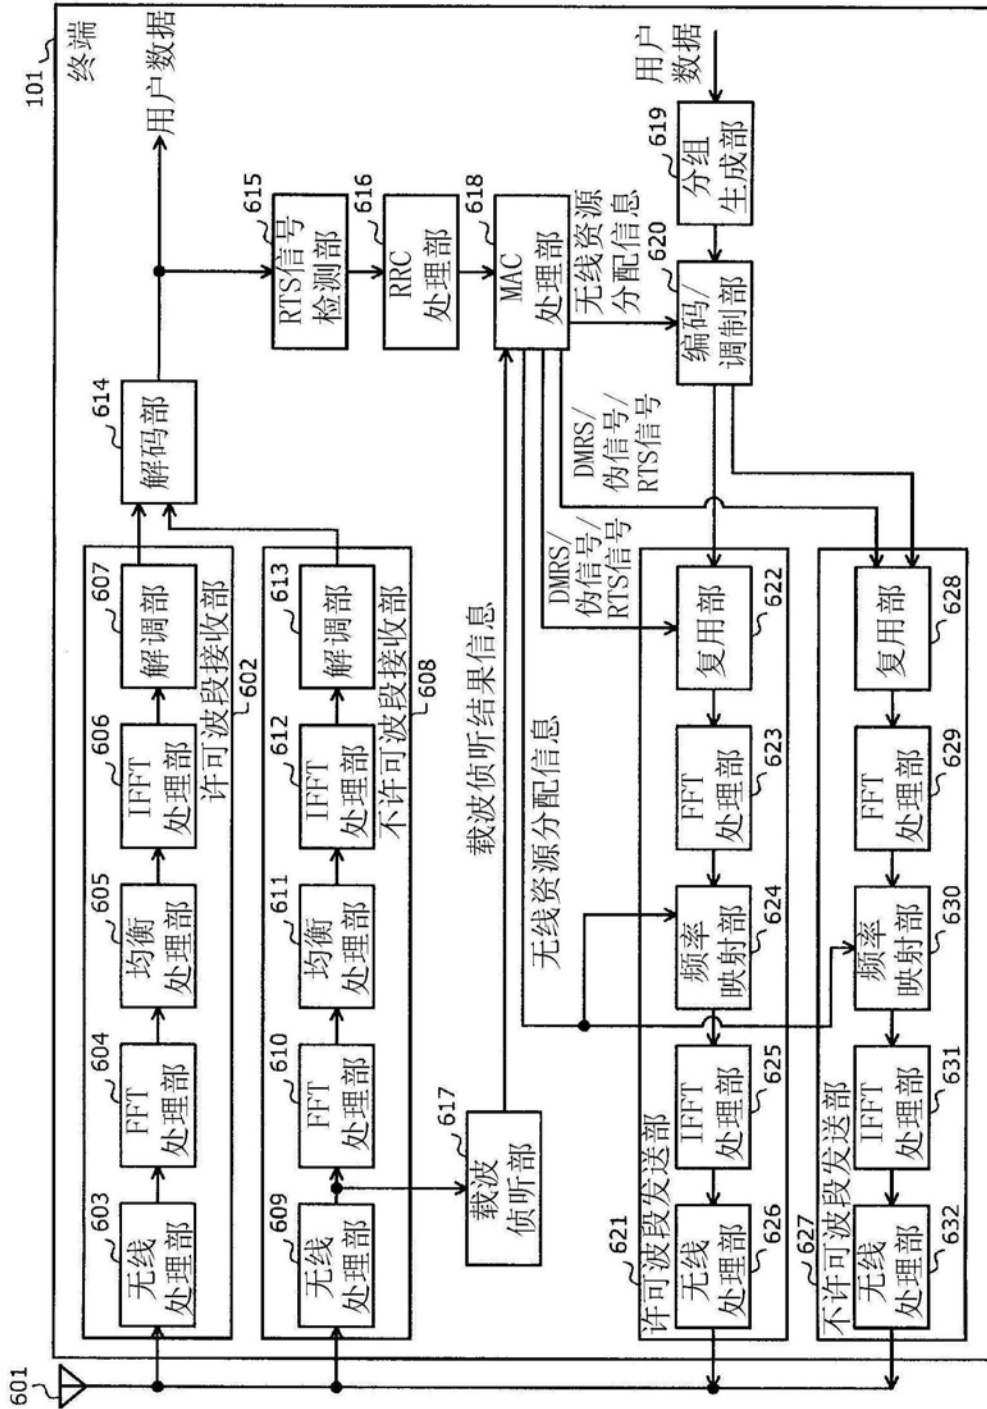 101
终端
601
603
无线
处理部
604
FFT
处理部
605
均衡
处理部
606
IFFT
处理部
607
解调部
许可波段接收部
602
614
解码部
用户数据
609
无线
处理部
610
FFT
处理部
611
均衡
处理部
612
IFFT
处理部
613
解调部
不许可波段接收部
608
615
RTS信号
检测部
616
RRC
处理部
617
载波
侦听部
载波侦听结果信息
618
MAC
处理部
无线资源
分配信息
无线资源分配信息
DMRS/
伪信号/
RTS信号
DMRS/
伪信号/
RTS信号
620
编码/
调制部
619
分组
生成部
用户
数据
621
许可波段发送部
无线
处理部
626
IFFT
处理部
625
频率
映射部
624
FFT
处理部
623
复用部
622
627
不许可波段发送部
无线
处理部
632
IFFT
处理部
631
频率
映射部
630
FFT
处理部
629
复用部
628